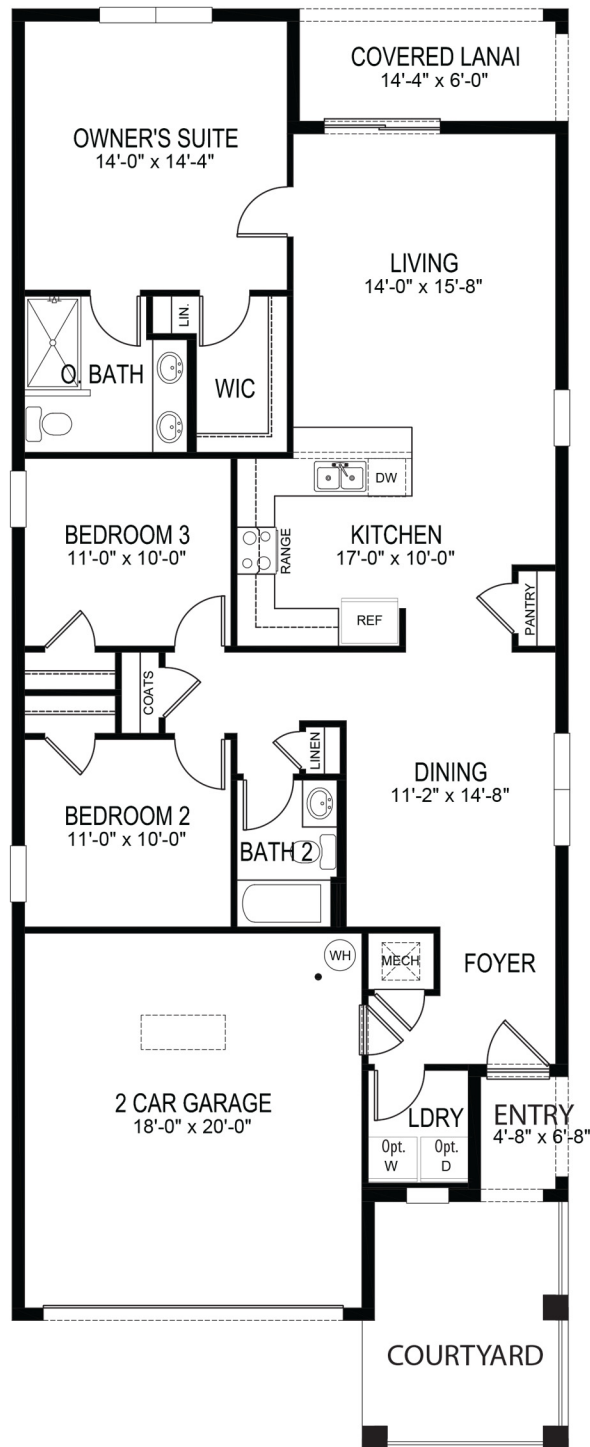 COVERED LANAI
14'-4" x 6'-0"
OWNER'S SUITE
14'-0" x 14'-4"
LIVING
14'-0" x 15'-8"
LIN.
O. BATH
WIC
DW
BEDROOM 3
11'-0" x 10'-0"
KITCHEN
17'-0" x 10'-0"
RANGE
REF
PANTRY
COATS
LINEN
DINING
11'-2" x 14'-8"
BEDROOM 2
11'-0" x 10'-0"
BATH 2
WH
MECH
FOYER
2 CAR GARAGE
18'-0" x 20'-0"
LDRY
ENTRY
4'-8" x 6'-8"
Opt.
W
Opt.
D
COURTYARD